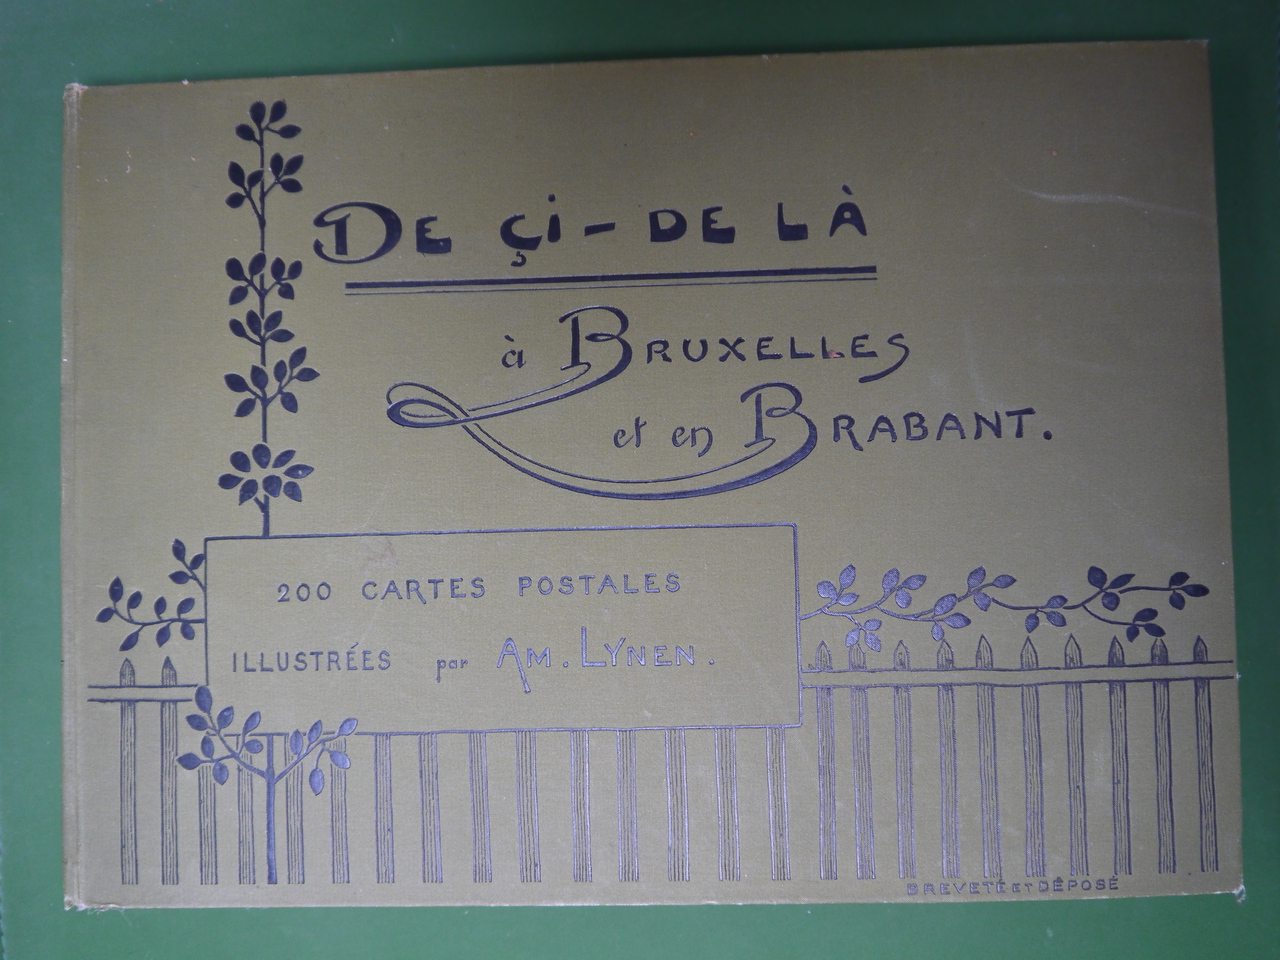 DE ÇI - DE LÀ
à BRUXELLES
et en BRABANT.
200 CARTES POSTALES
ILLUSTRÉES par AM. LYNEN.
BREVETÉ ET DÉPOSÉ